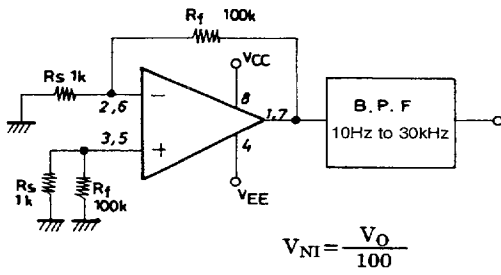 Rf 100k
VCC
Rs 1k
2,6
−
8
1,7
B.P.F
10Hz to 30kHz
3,5
+
4
Rs
1k
Rf
100k
VEE
VNI = VO / 100